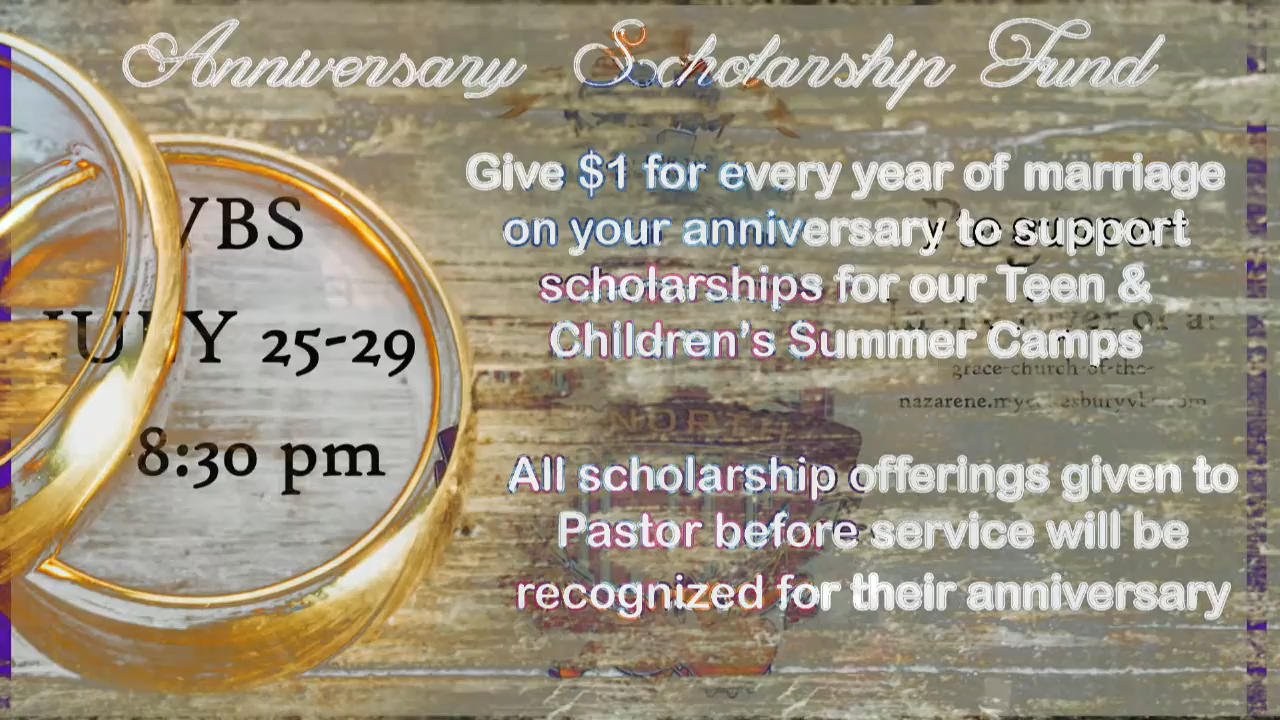 Anniversary Scholarship Fund
Give $1 for every year of marriage
on your anniversary to support
scholarships for our Teen &
Children's Summer Camps
All scholarship offerings given to
Pastor before service will be
recognized for their anniversary
VBS
JULY 25-29
8:30 pm
NORTH
grace-church-of-the-